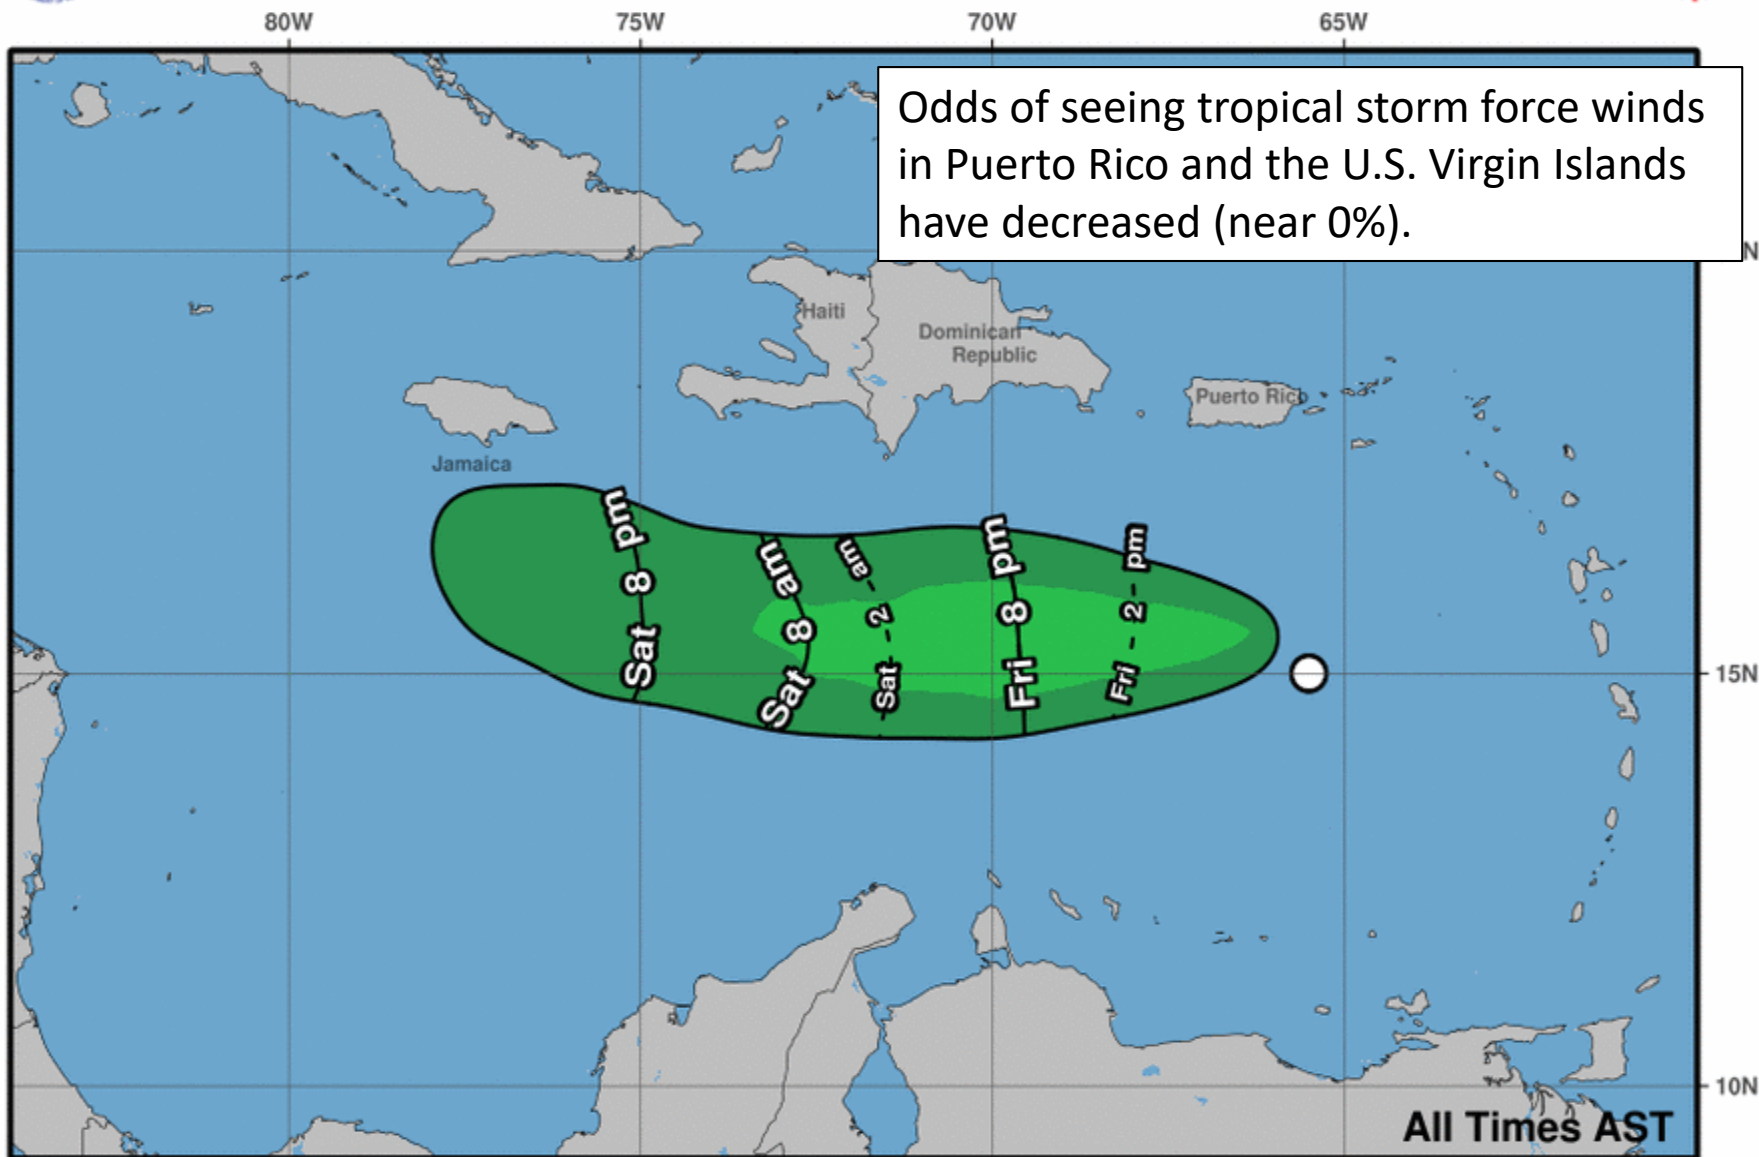 80W
75W
70W
65W
Odds of seeing tropical storm force winds
in Puerto Rico and the U.S. Virgin Islands
have decreased (near 0%).
N
Haiti
Dominican
Republic
Puerto Rico
Jamaica
Sat 8 pm
Sat 8 am
Sat 2 am
Fri 8 pm
Fri 2 pm
15N
10N
All Times AST